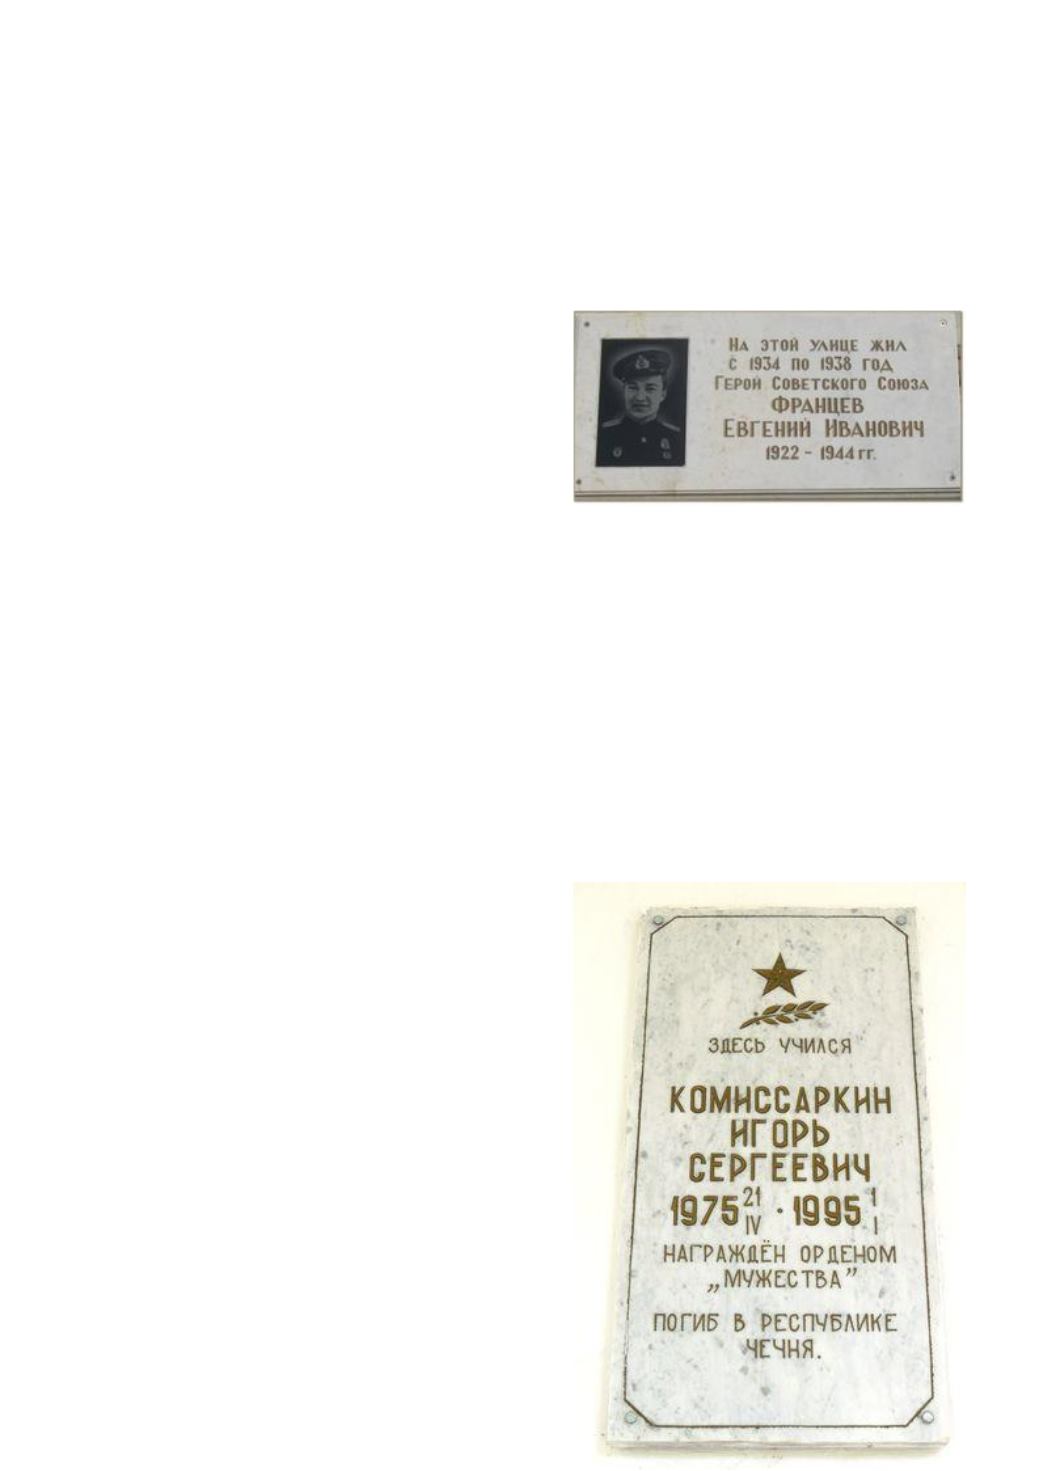 НА ЭТОЙ УЛИЦЕ ЖИЛ
С 1934 ПО 1938 ГОД
ГЕРОЙ СОВЕТСКОГО СОЮЗА
ФРАНЦЕВ
ЕВГЕНИЙ ИВАНОВИЧ
1922 - 1944 ГГ.
ЗДЕСЬ УЧИЛСЯ
КОМИССАРКИН
ИГОРЬ
СЕРГЕЕВИЧ
1975 21/IV · 1995 1/I
НАГРАЖДЁН ОРДЕНОМ
„МУЖЕСТВА”
ПОГИБ В РЕСПУБЛИКЕ
ЧЕЧНЯ.